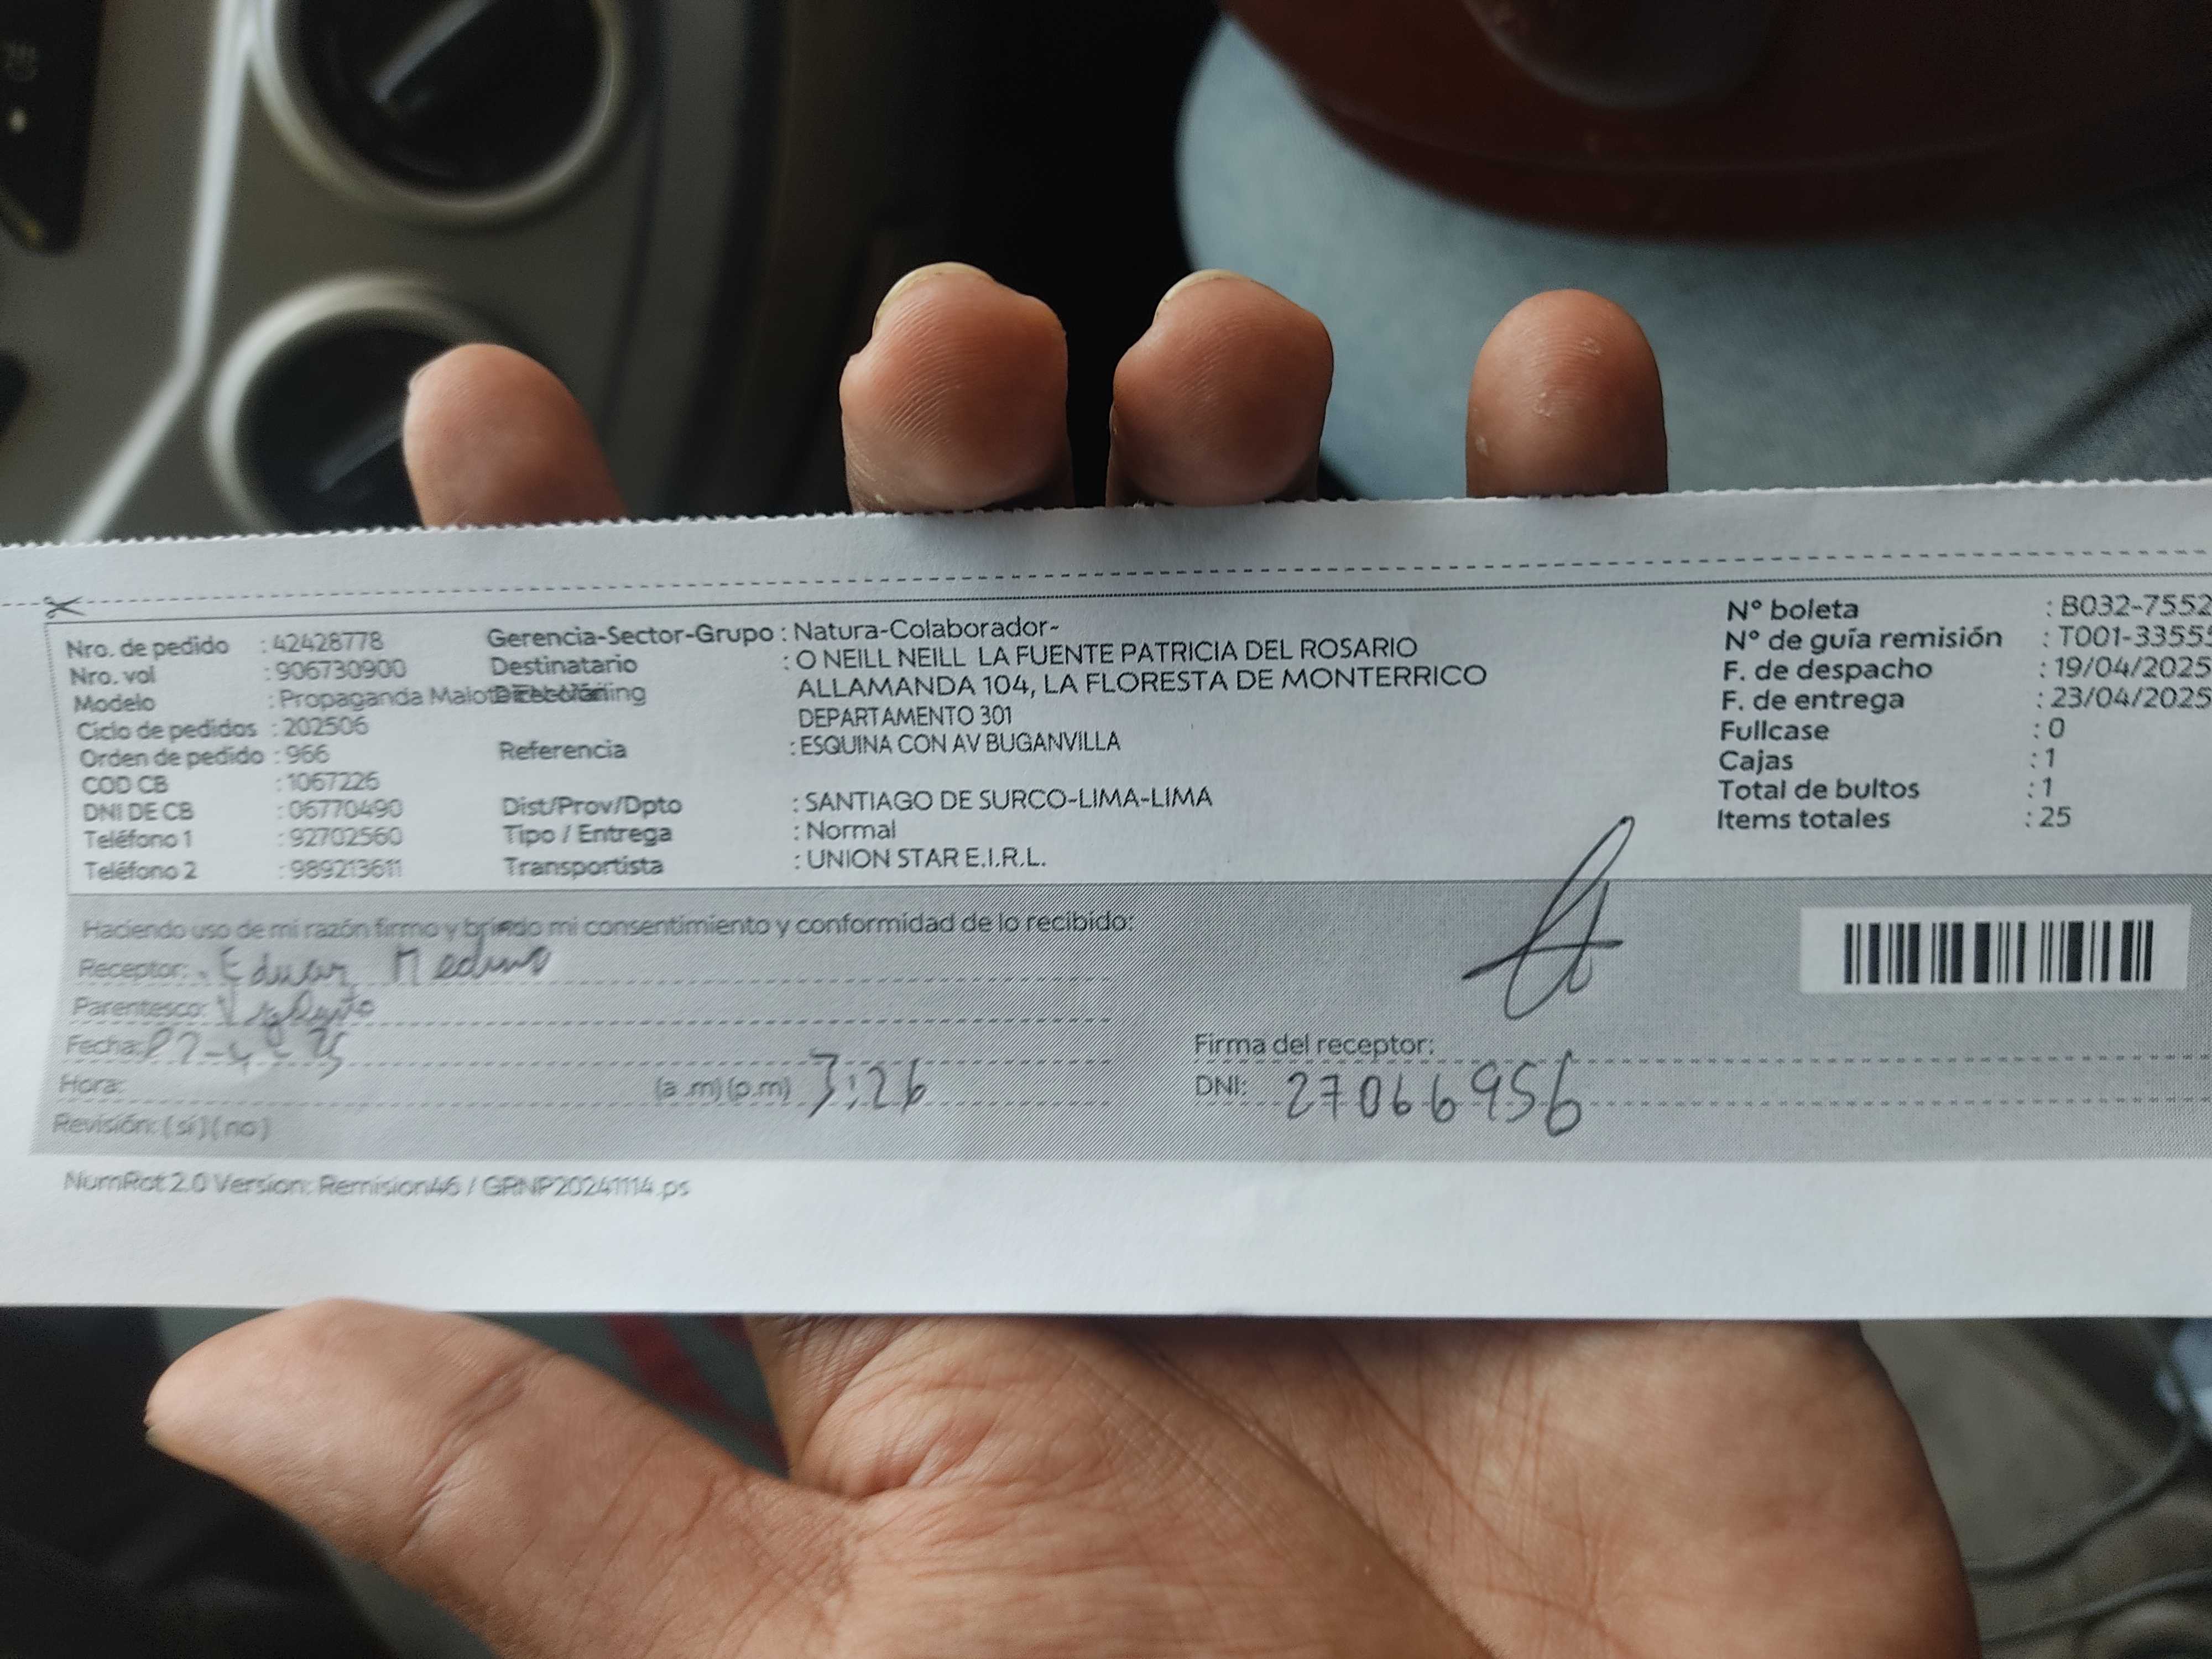 Nro. de pedido : 42428778 Gerencia-Sector-Grupo : Natura-Colaborador- N° boleta : B032-7552
Nro. vol : 906730900 Destinatario : O NEILL NEILL LA FUENTE PATRICIA DEL ROSARIO N° de guía remisión : T001-33555
Modelo : Propaganda ALLAMANDA 104, LA FLORESTA DE MONTERRICO F. de despacho : 19/04/2025
DEPARTAMENTO 301 F. de entrega : 23/04/2025
Ciclo de pedidos : 202506
Orden de pedido : 966 Referencia : ESQUINA CON AV BUGANVILLA Fullcase : 0
COD CB : 1067226 Cajas : 1
DNI DE CB : 06770490 Dist/Prov/Dpto : SANTIAGO DE SURCO-LIMA-LIMA Total de bultos : 1
Teléfono 1 : 92702560 Tipo / Entrega : Normal Items totales : 25
Teléfono 2 : 989213611 Transportista : UNION STAR E.I.R.L.
Haciendo uso de mi razón firmo y brindo mi consentimiento y conformidad de lo recibido:
Receptor: Eduar Medina
Parentesco:
Fecha: Firma del receptor:
Hora: (a.m) (p.m) 3:26 DNI: 27066956
Revisión: (si) (no)
NumRot 2.0 Version: Remision46 / GRNP20241114.ps